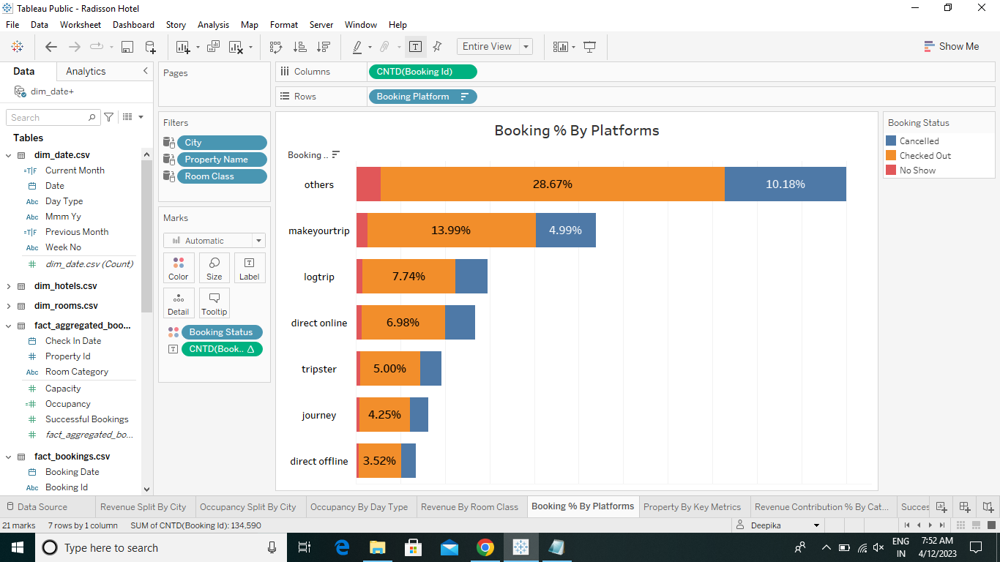 Tableau Public - Radisson Hotel
File Data Worksheet Dashboard Story Analysis Map Format Server Window Help
Entire View
Show Me
Data Analytics
dim_date+
Search
Tables
dim_date.csv
=T|F Current Month
Date
Abc Day Type
Abc Mmm Yy
=T|F Previous Month
Abc Week No
# dim_date.csv (Count)
dim_hotels.csv
dim_rooms.csv
fact_aggregated_boo...
Check In Date
# Property Id
Abc Room Category
# Capacity
=# Occupancy
# Successful Bookings
# fact_aggregated_bo...
fact_bookings.csv
Booking Date
Abc Booking Id
Pages
Filters
City
Property Name
Room Class
Marks
Automatic
Color Size Label
Detail Tooltip
Booking Status
CNTD(Book.. Δ
Columns CNTD(Booking Id)
Rows Booking Platform
Booking % By Platforms
Booking ..
others 28.67% 10.18%
makeyourtrip 13.99% 4.99%
logtrip 7.74%
direct online 6.98%
tripster 5.00%
journey 4.25%
direct offline 3.52%
Booking Status
Cancelled
Checked Out
No Show
Data Source Revenue Split By City Occupancy Split By City Occupancy By Day Type Revenue By Room Class Booking % By Platforms Property By Key Metrics Revenue Contribution % By Cat... Succes
21 marks 7 rows by 1 column SUM of CNTD(Booking Id): 134,590 Deepika
Type here to search
ENG 7:52 AM
IN 4/12/2023